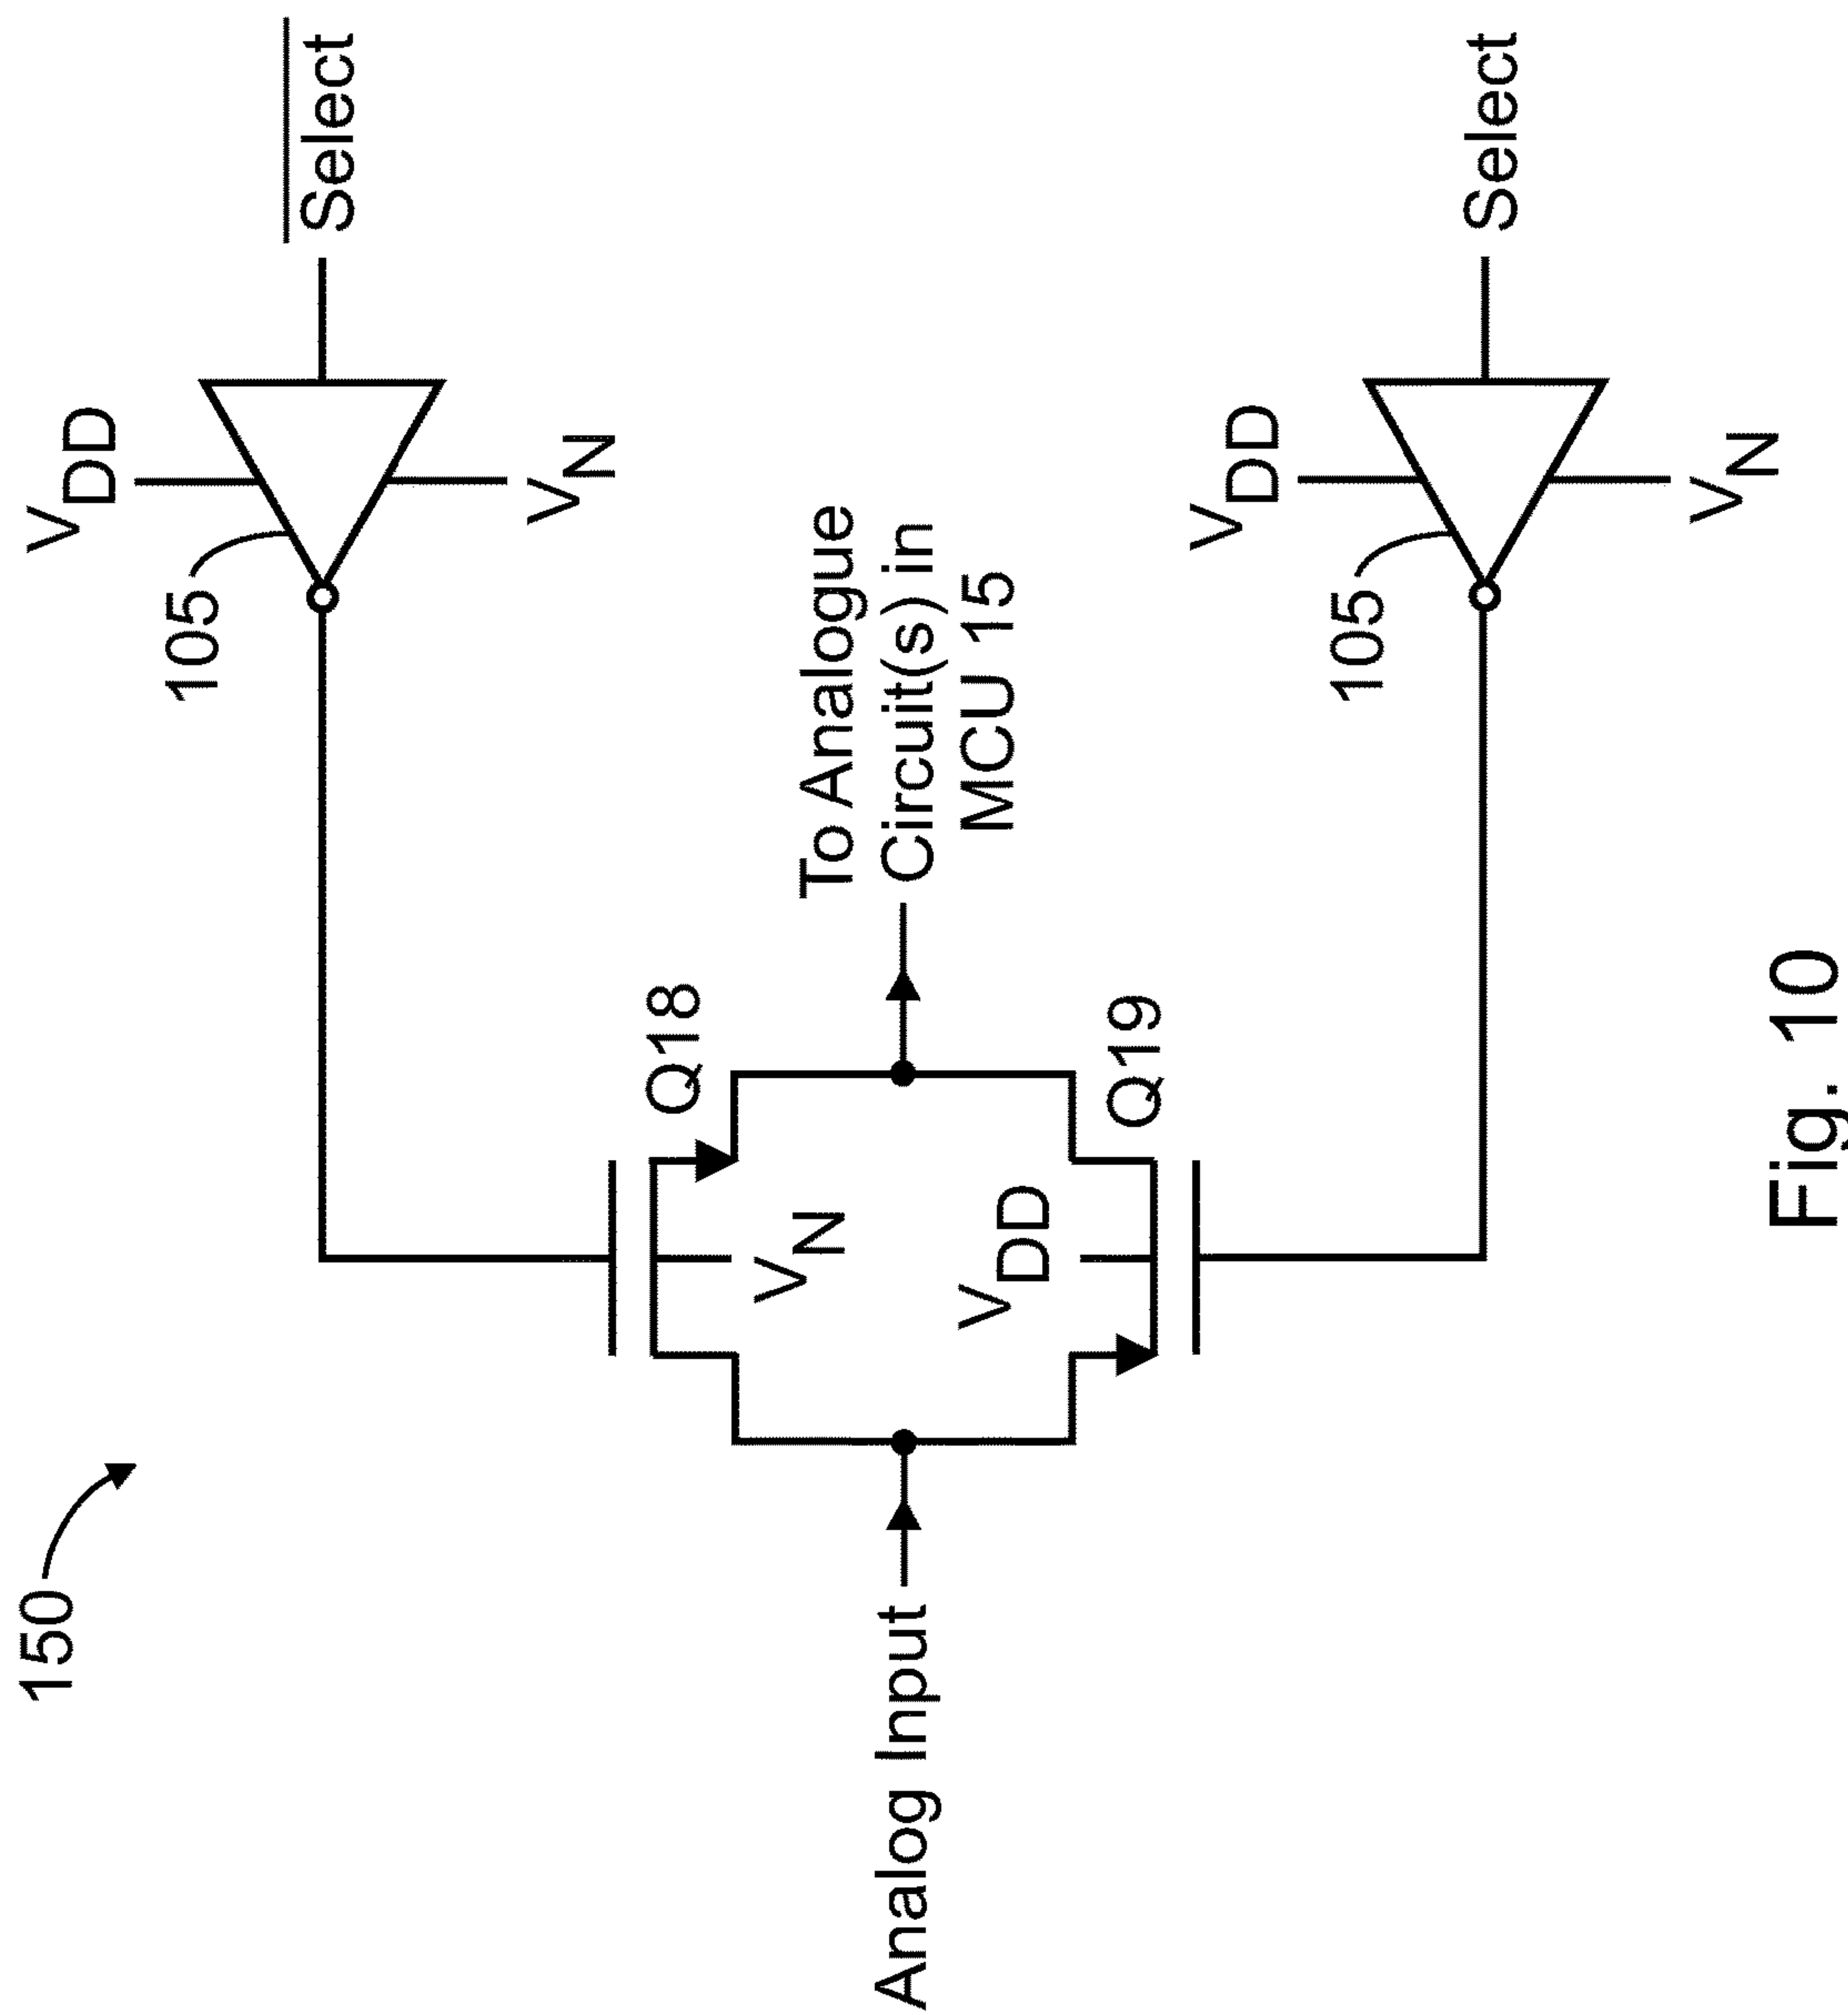 150
V_DD
Select
105
V_N
Q18
V_N
To Analogue
Circuit(s) in
MCU 15
Analog Input
V_DD
Q19
V_DD
Select
105
V_N
Fig. 10